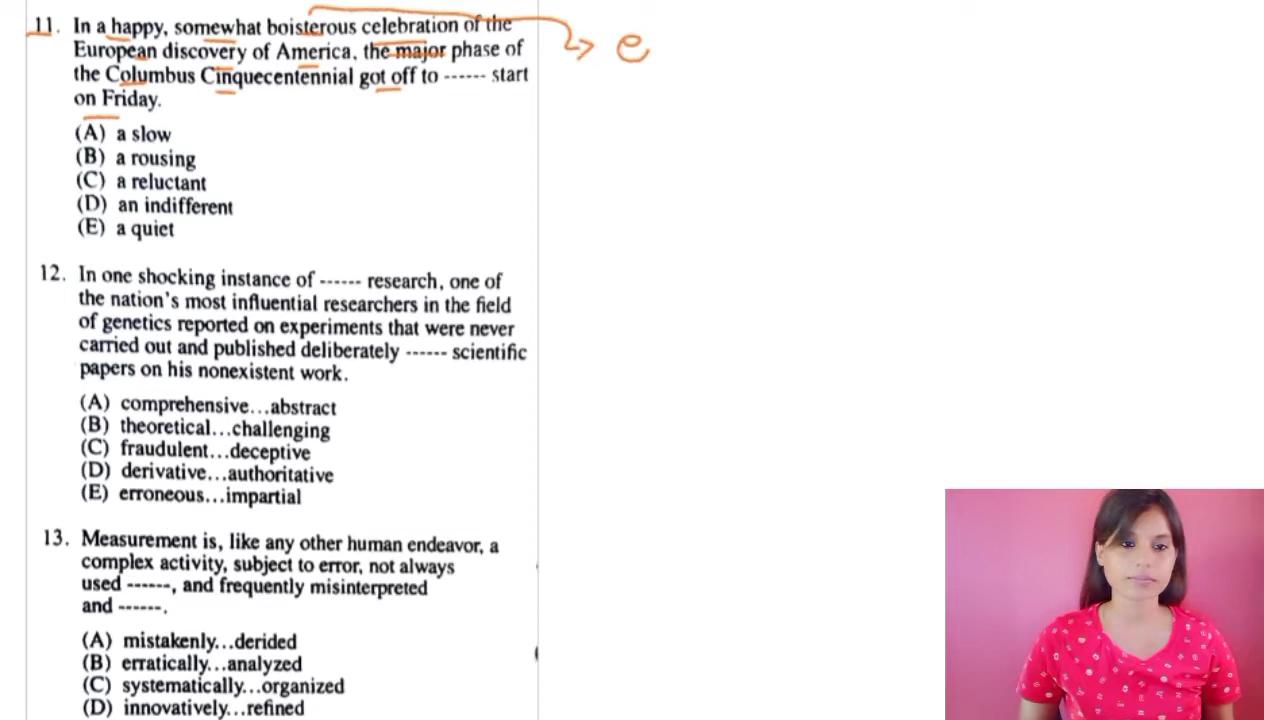 11. In a happy, somewhat boisterous celebration of the
European discovery of America, the major phase of
the Columbus Cinquecentennial got off to ------ start
on Friday.
(A) a slow
(B) a rousing
(C) a reluctant
(D) an indifferent
(E) a quiet
12. In one shocking instance of ------ research, one of
the nation's most influential researchers in the field
of genetics reported on experiments that were never
carried out and published deliberately ------ scientific
papers on his nonexistent work.
(A) comprehensive...abstract
(B) theoretical...challenging
(C) fraudulent...deceptive
(D) derivative...authoritative
(E) erroneous...impartial
13. Measurement is, like any other human endeavor, a
complex activity, subject to error, not always
used ------, and frequently misinterpreted
and ------.
(A) mistakenly...derided
(B) erratically...analyzed
(C) systematically...organized
(D) innovatively...refined
e